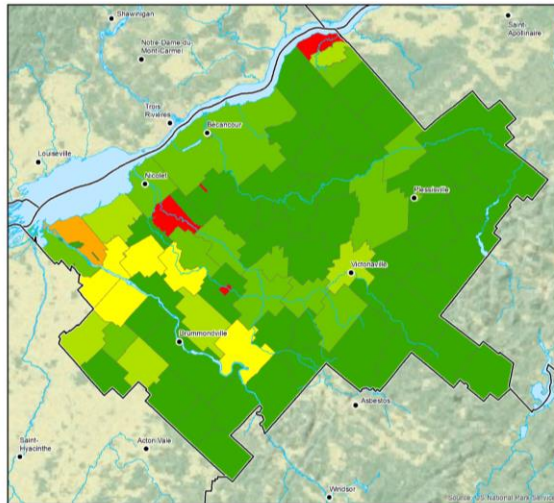 Shawinigan
Saint-
Apollinaire
Notre-Dame-du-
Mont-Carmel
Trois
Rivières
Bécancour
Louiseville
Nicolet
Plessisville
Victoriaville
Drummondville
Asbestos
Acton Vale
Saint-
Hyacinthe
Windsor
Source: US National Park Service